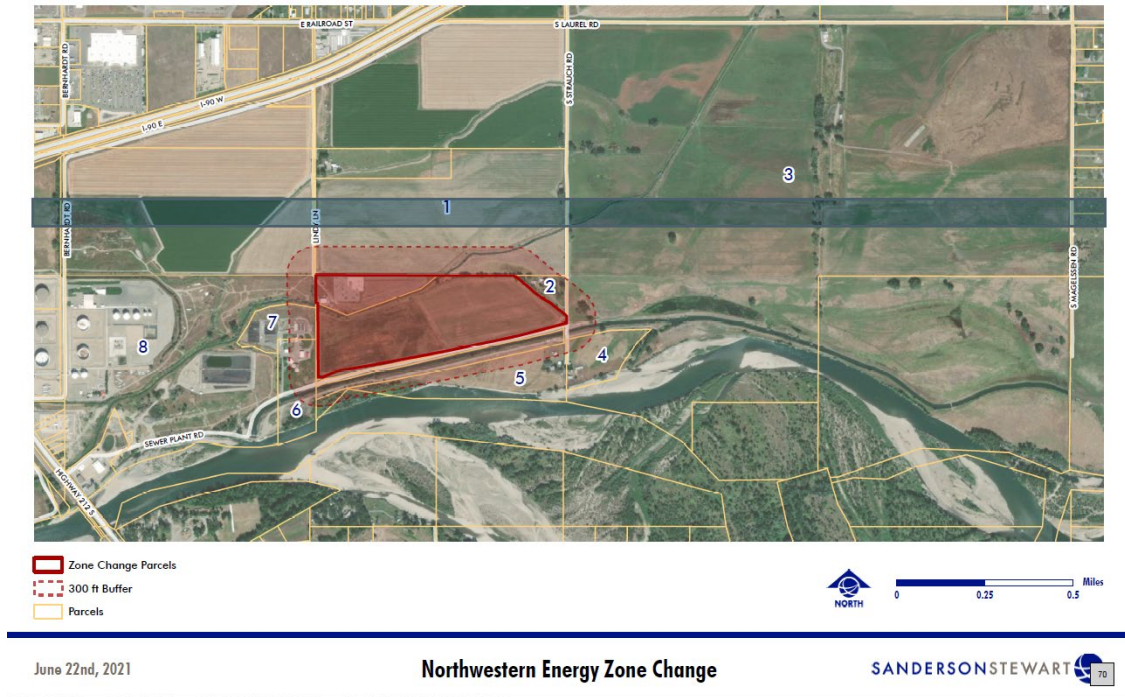 E RAILROAD ST
S LAUREL RD
BERNHARDT RD
S STRAUCH RD
I-90 W
I-90 E
3
1
BERNHARDT RD
LINDY LN
S MAGELSSEN RD
2
7
8
4
5
6
SEWER PLANT RD
HIGHWAY 212 S
Zone Change Parcels
300 ft Buffer
Parcels
NORTH
Miles
0 0.25 0.5
June 22nd, 2021
Northwestern Energy Zone Change
SANDERSONSTEWART
70